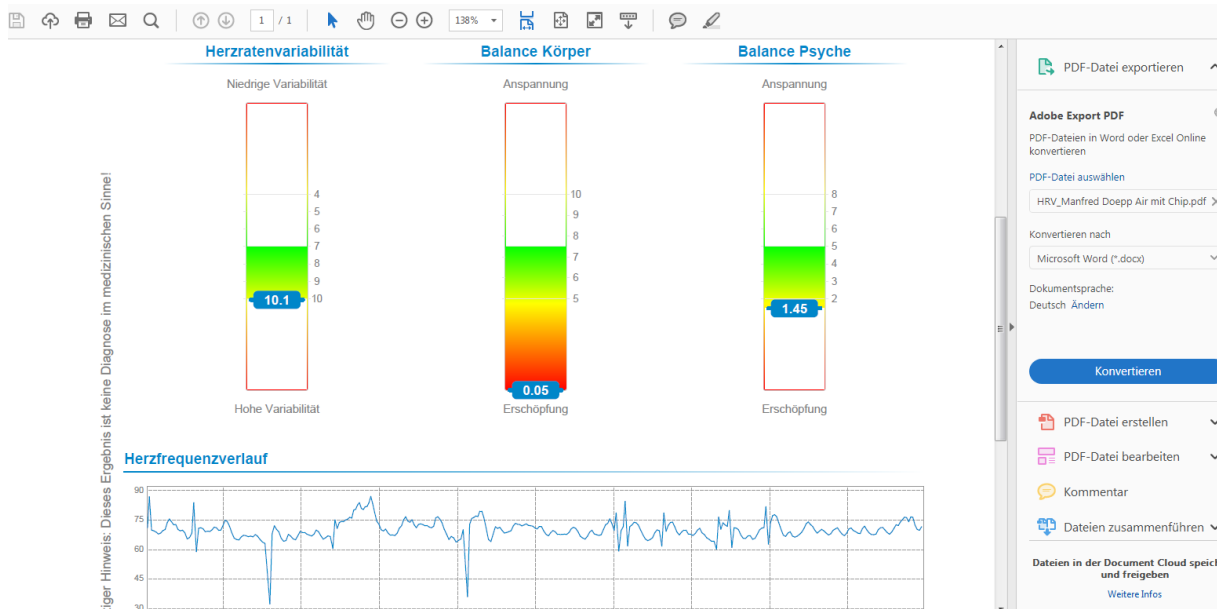 1 / 1
138%
Herzratenvariabilität
Balance Körper
Balance Psyche
Niedrige Variabilität
Anspannung
Anspannung
4
5
6
7
8
9
10
10.1
10
9
8
7
6
5
0.05
8
7
6
5
4
3
2
1.45
Hohe Variabilität
Erschöpfung
Erschöpfung
tiger Hinweis: Dieses Ergebnis ist keine Diagnose im medizinischen Sinne!
Herzfrequenzverlauf
90
75
60
45
30
PDF-Datei exportieren
Adobe Export PDF
PDF-Dateien in Word oder Excel Online
konvertieren
PDF-Datei auswählen
HRV_Manfred Doepp Air mit Chip.pdf
Konvertieren nach
Microsoft Word (*.docx)
Dokumentsprache:
Deutsch Ändern
Konvertieren
PDF-Datei erstellen
PDF-Datei bearbeiten
Kommentar
Dateien zusammenführen
Dateien in der Document Cloud speich
und freigeben
Weitere Infos